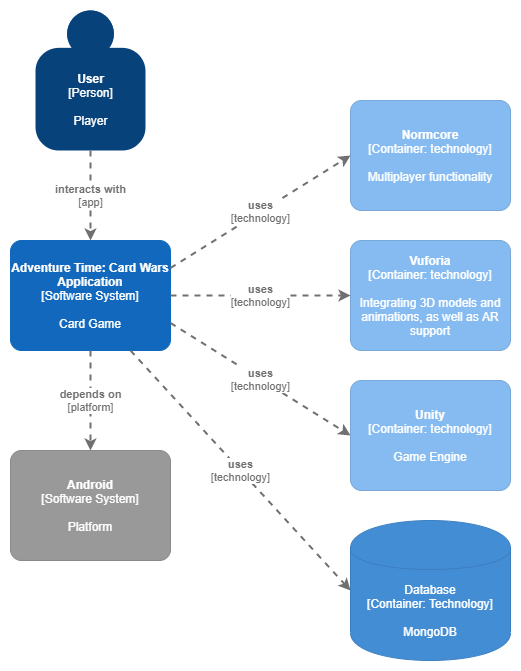 User
[Person]
Player
interacts with
[app]
Adventure Time: Card Wars
Application
[Software System]
Card Game
depends on
[platform]
Android
[Software System]
Platform
uses
[technology]
Normcore
[Container: technology]
Multiplayer functionality
uses
[technology]
Vuforia
[Container: technology]
Integrating 3D models and
animations, as well as AR
support
uses
[technology]
Unity
[Container: technology]
Game Engine
uses
[technology]
Database
[Container: Technology]
MongoDB